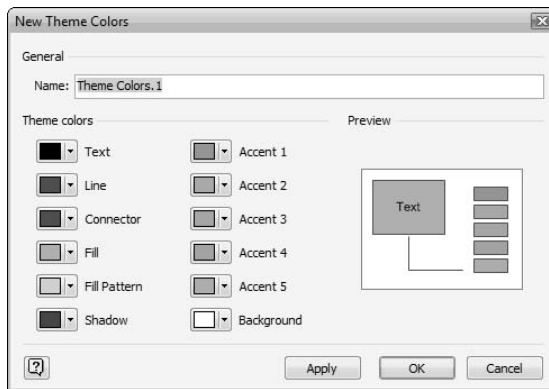 New Theme Colors
General
Name: Theme Colors.1
Theme colors
Preview
Text
Accent 1
Line
Accent 2
Connector
Accent 3
Fill
Accent 4
Fill Pattern
Accent 5
Shadow
Background
Text
?
Apply
OK
Cancel